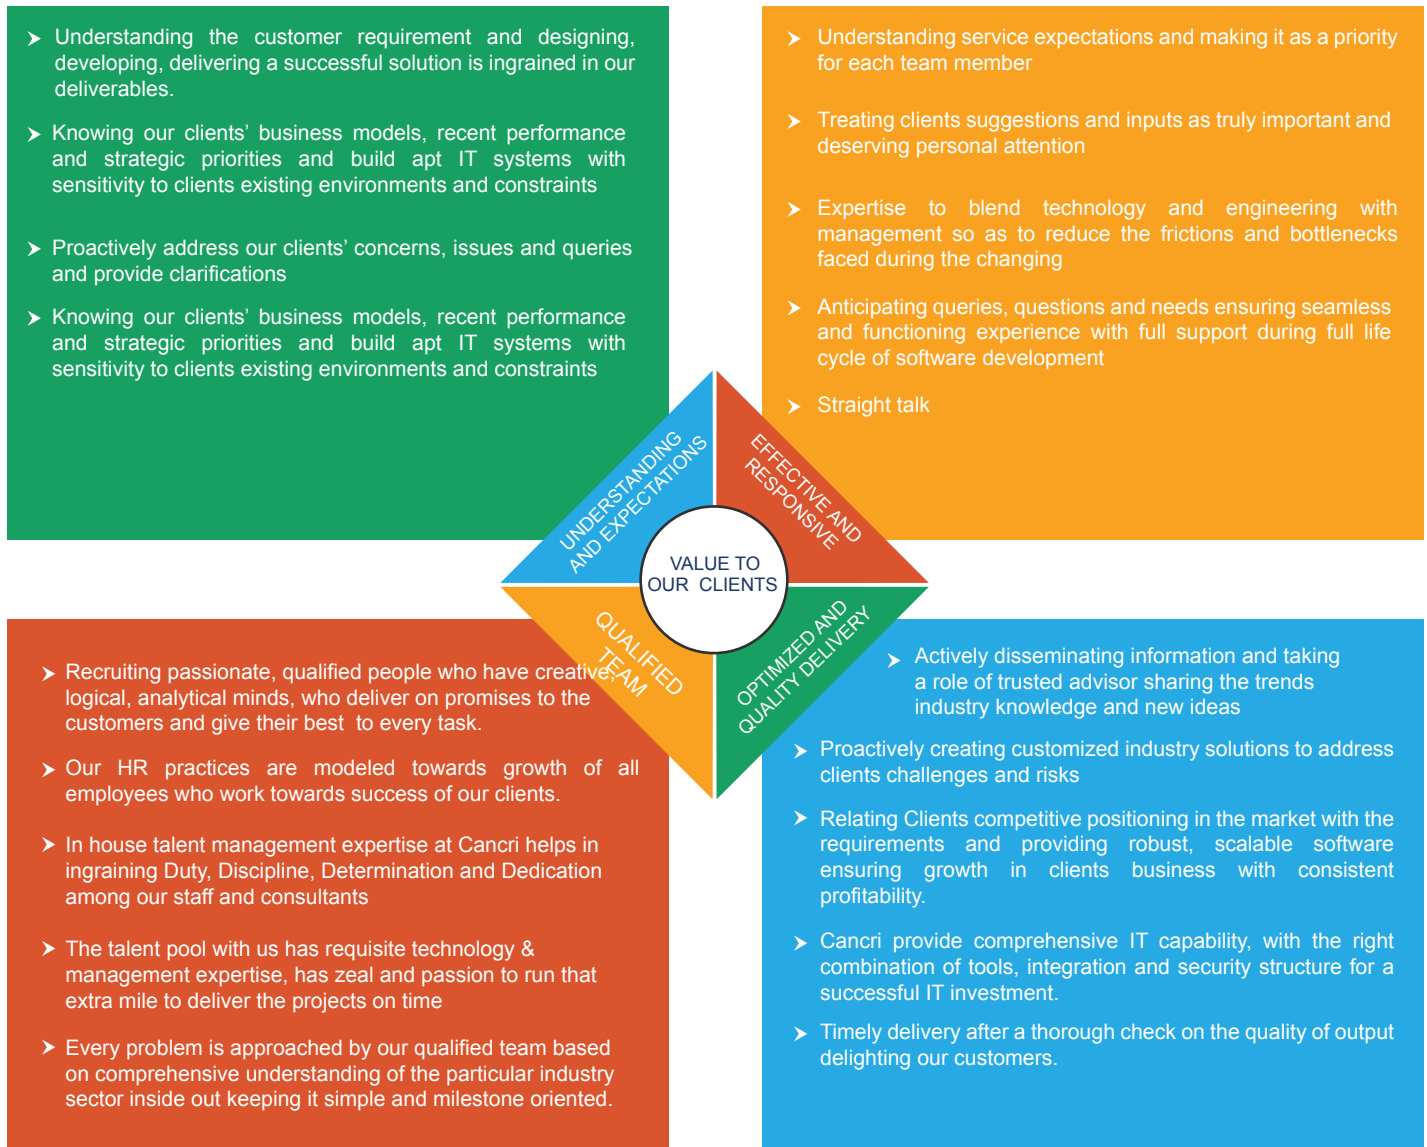 Understanding the customer requirement and designing,
developing, delivering a successful solution is ingrained in our
deliverables.
Knowing our clients' business models, recent performance
and strategic priorities and build apt IT systems with
sensitivity to clients existing environments and constraints
Proactively address our clients' concerns, issues and queries
and provide clarifications
Knowing our clients' business models, recent performance
and strategic priorities and build apt IT systems with
sensitivity to clients existing environments and constraints
Understanding service expectations and making it as a priority
for each team member
Treating clients suggestions and inputs as truly important and
deserving personal attention
Expertise to blend technology and engineering with
management so as to reduce the frictions and bottlenecks
faced during the changing
Anticipating queries, questions and needs ensuring seamless
and functioning experience with full support during full life
cycle of software development
Straight talk
UNDERSTANDING
AND EXPECTATIONS
EFFECTIVE AND
RESPONSIVE
VALUE TO
OUR CLIENTS
QUALIFIED
TEAM
OPTIMIZED AND
QUALITY DELIVERY
Recruiting passionate, qualified people who have creative,
logical, analytical minds, who deliver on promises to the
customers and give their best to every task.
Our HR practices are modeled towards growth of all
employees who work towards success of our clients.
In house talent management expertise at Cancri helps in
ingraining Duty, Discipline, Determination and Dedication
among our staff and consultants
The talent pool with us has requisite technology &
management expertise, has zeal and passion to run that
extra mile to deliver the projects on time
Every problem is approached by our qualified team based
on comprehensive understanding of the particular industry
sector inside out keeping it simple and milestone oriented.
Actively disseminating information and taking
a role of trusted advisor sharing the trends
industry knowledge and new ideas
Proactively creating customized industry solutions to address
clients challenges and risks
Relating Clients competitive positioning in the market with the
requirements and providing robust, scalable software
ensuring growth in clients business with consistent
profitability.
Cancri provide comprehensive IT capability, with the right
combination of tools, integration and security structure for a
successful IT investment.
Timely delivery after a thorough check on the quality of output
delighting our customers.